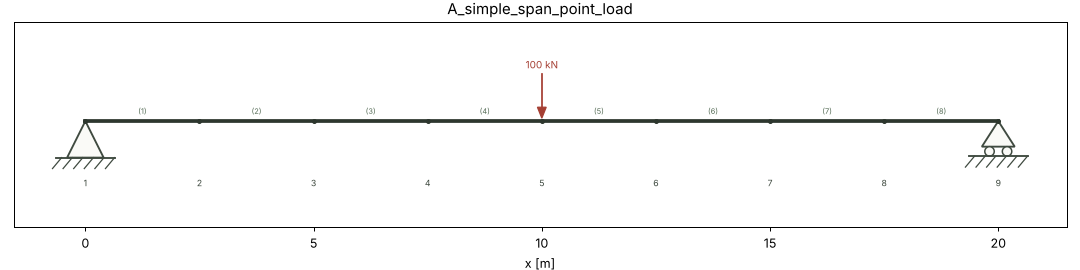 A_simple_span_point_load
100 kN
(1) (2) (3) (4) (5) (6) (7) (8)
1 2 3 4 5 6 7 8 9
0 5 10 15 20
x [m]